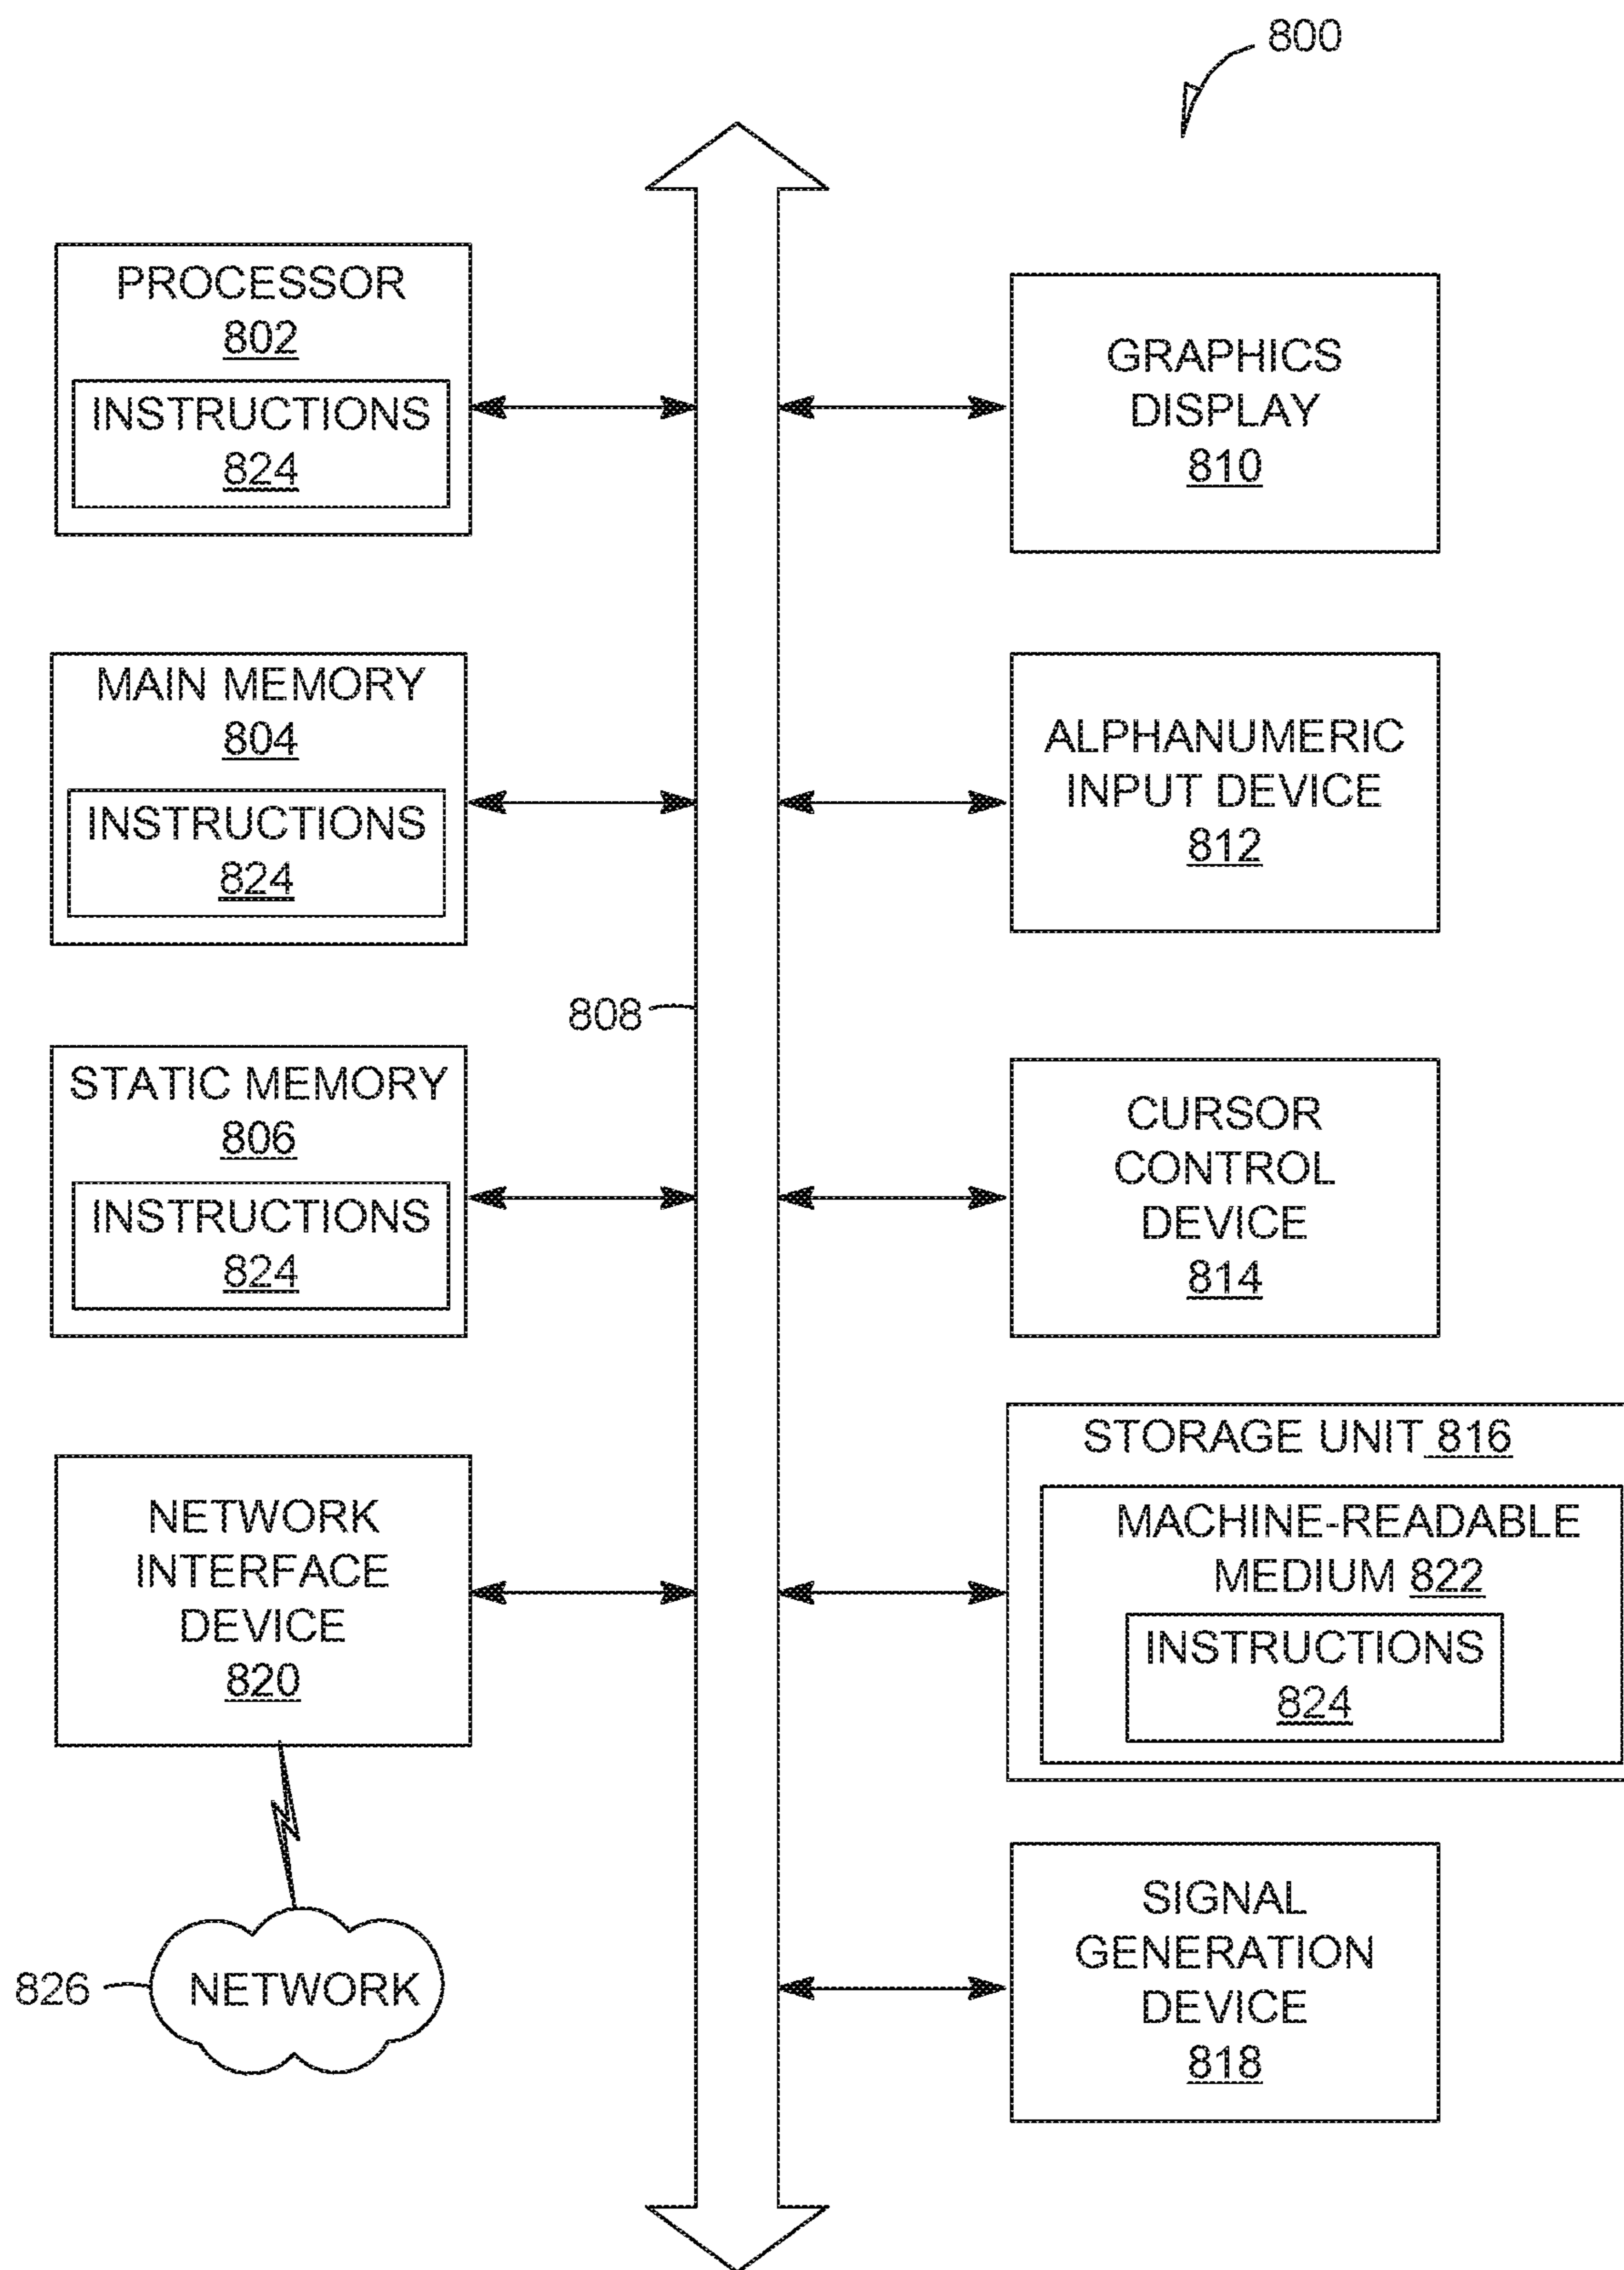 800
PROCESSOR
802
INSTRUCTIONS
824
GRAPHICS
DISPLAY
810
MAIN MEMORY
804
INSTRUCTIONS
824
ALPHANUMERIC
INPUT DEVICE
812
808
STATIC MEMORY
806
INSTRUCTIONS
824
CURSOR
CONTROL
DEVICE
814
NETWORK
INTERFACE
DEVICE
820
STORAGE UNIT 816
MACHINE-READABLE
MEDIUM 822
INSTRUCTIONS
824
826
NETWORK
SIGNAL
GENERATION
DEVICE
818